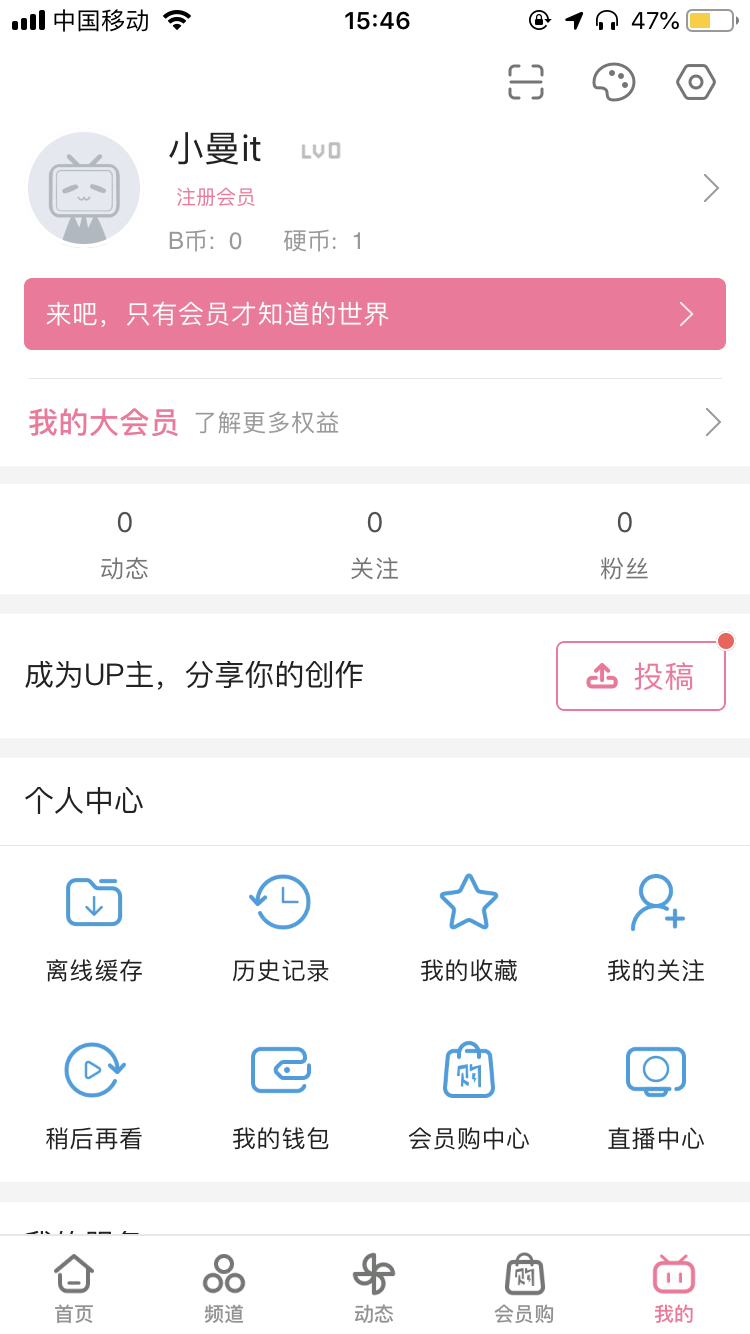 中国移动 15:46 47%
小曼it LV0
注册会员
B币: 0 硬币: 1
来吧，只有会员才知道的世界
我的大会员 了解更多权益
0 0 0
动态 关注 粉丝
成为UP主，分享你的创作 投稿
个人中心
离线缓存 历史记录 我的收藏 我的关注
购
稍后再看 我的钱包 会员购中心 直播中心
购
首页 频道 动态 会员购 我的